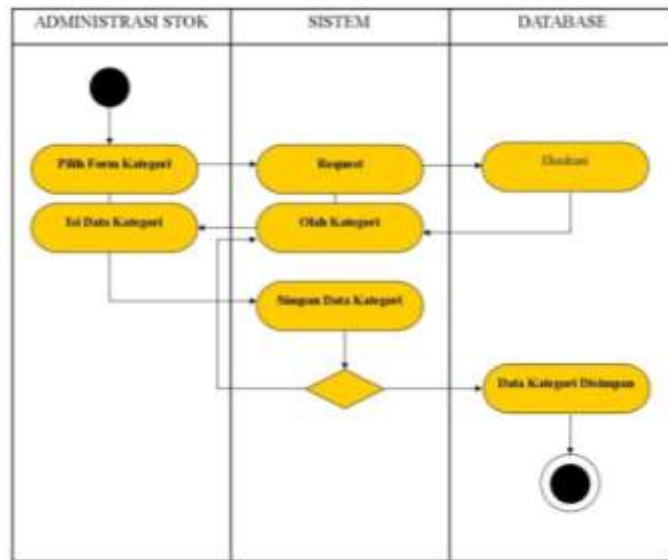 ADMINISTRASI STOK
SISTEM
DATABASE
Pilih Form Kategori
Request
Isi Data Kategori
Olah Kategori
Simpan Data Kategori
Data Kategori Disimpan